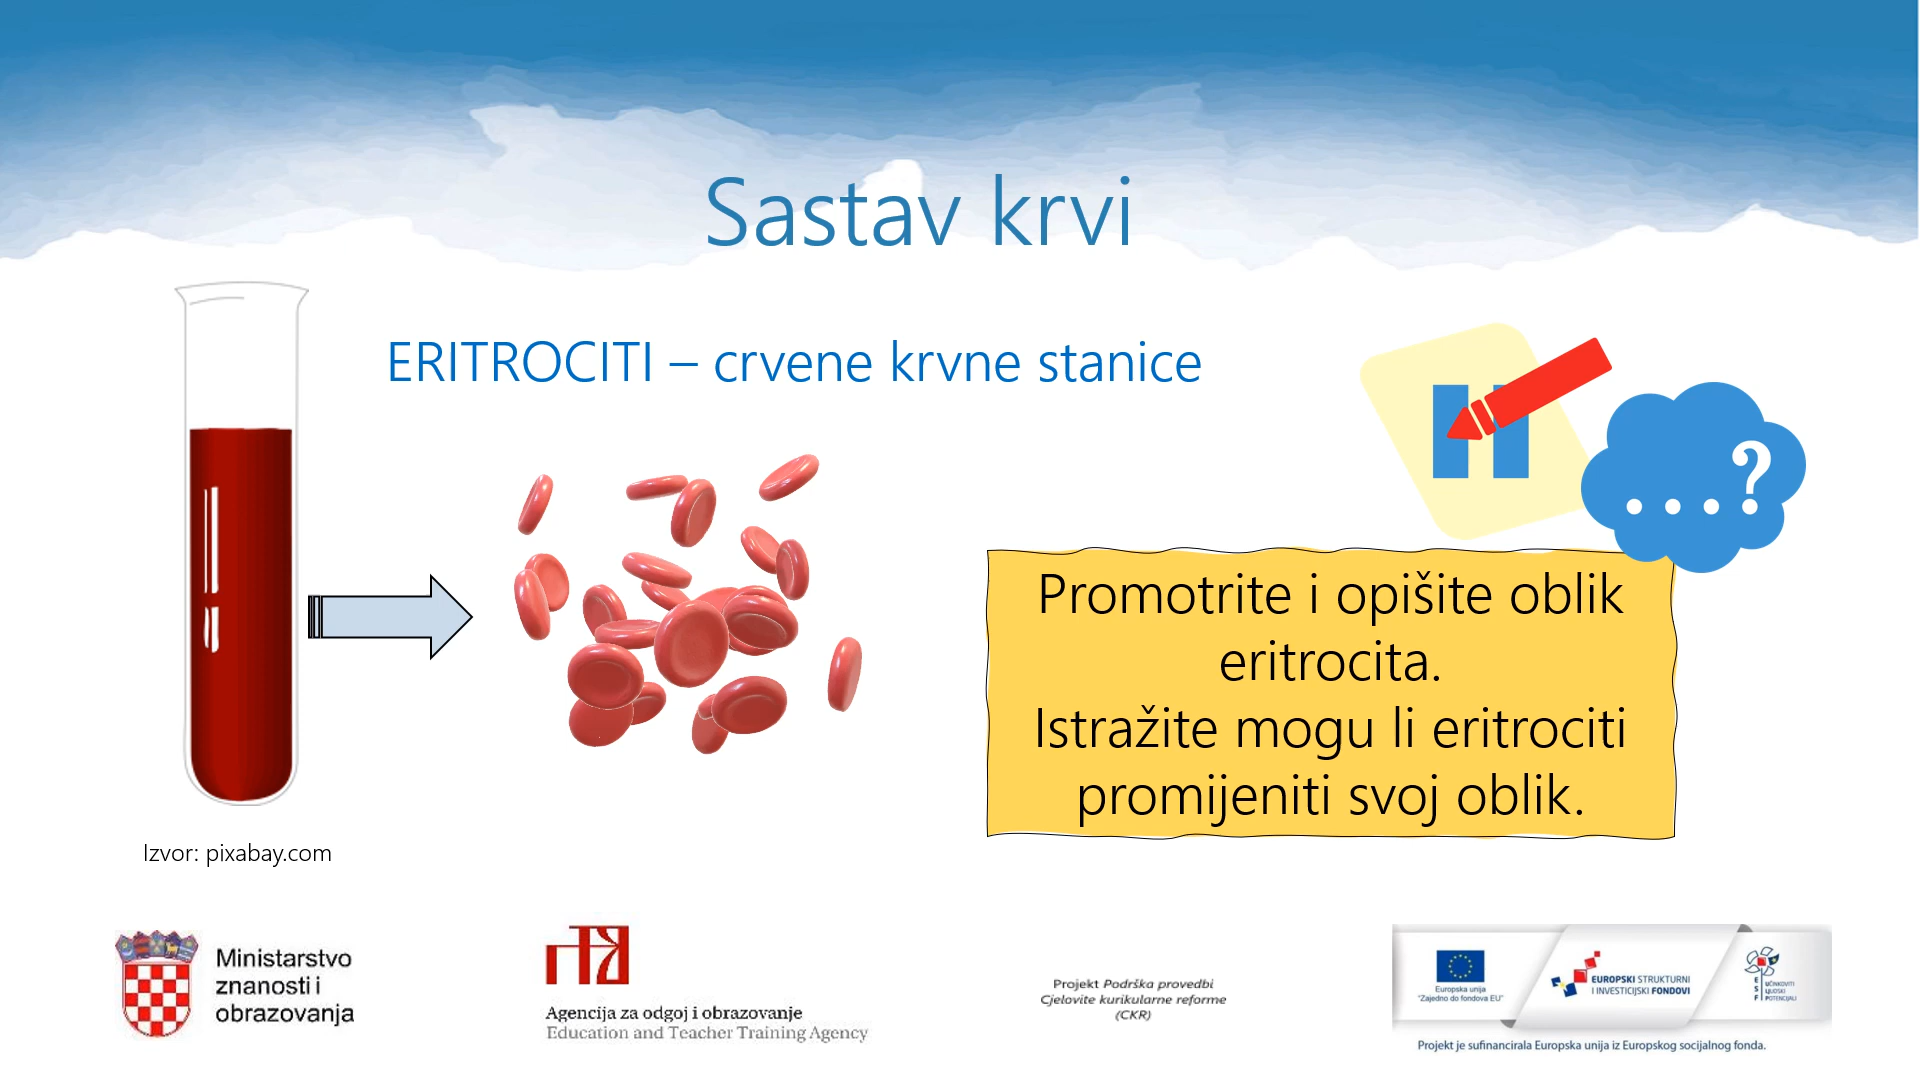 Sastav krvi
ERITROCITI – crvene krvne stanice
....?
Promotrite i opišite oblik
eritrocita.
Istražite mogu li eritrociti
promijeniti svoj oblik.
Izvor: pixabay.com
Ministarstvo
znanosti i
obrazovanja
Agencija za odgoj i obrazovanje
Education and Teacher Training Agency
Projekt Podrška provedbi
Cjelovite kurikularne reforme
(CKR)
Europska unija
"Zajedno do fondova EU"
EUROPSKI STRUKTURNI
I INVESTICIJSKI FONDOVI
ESF
UČINKOVITI
LJUDSKI
POTENCIJALI
Projekt je sufinancirala Europska unija iz Europskog socijalnog fonda.